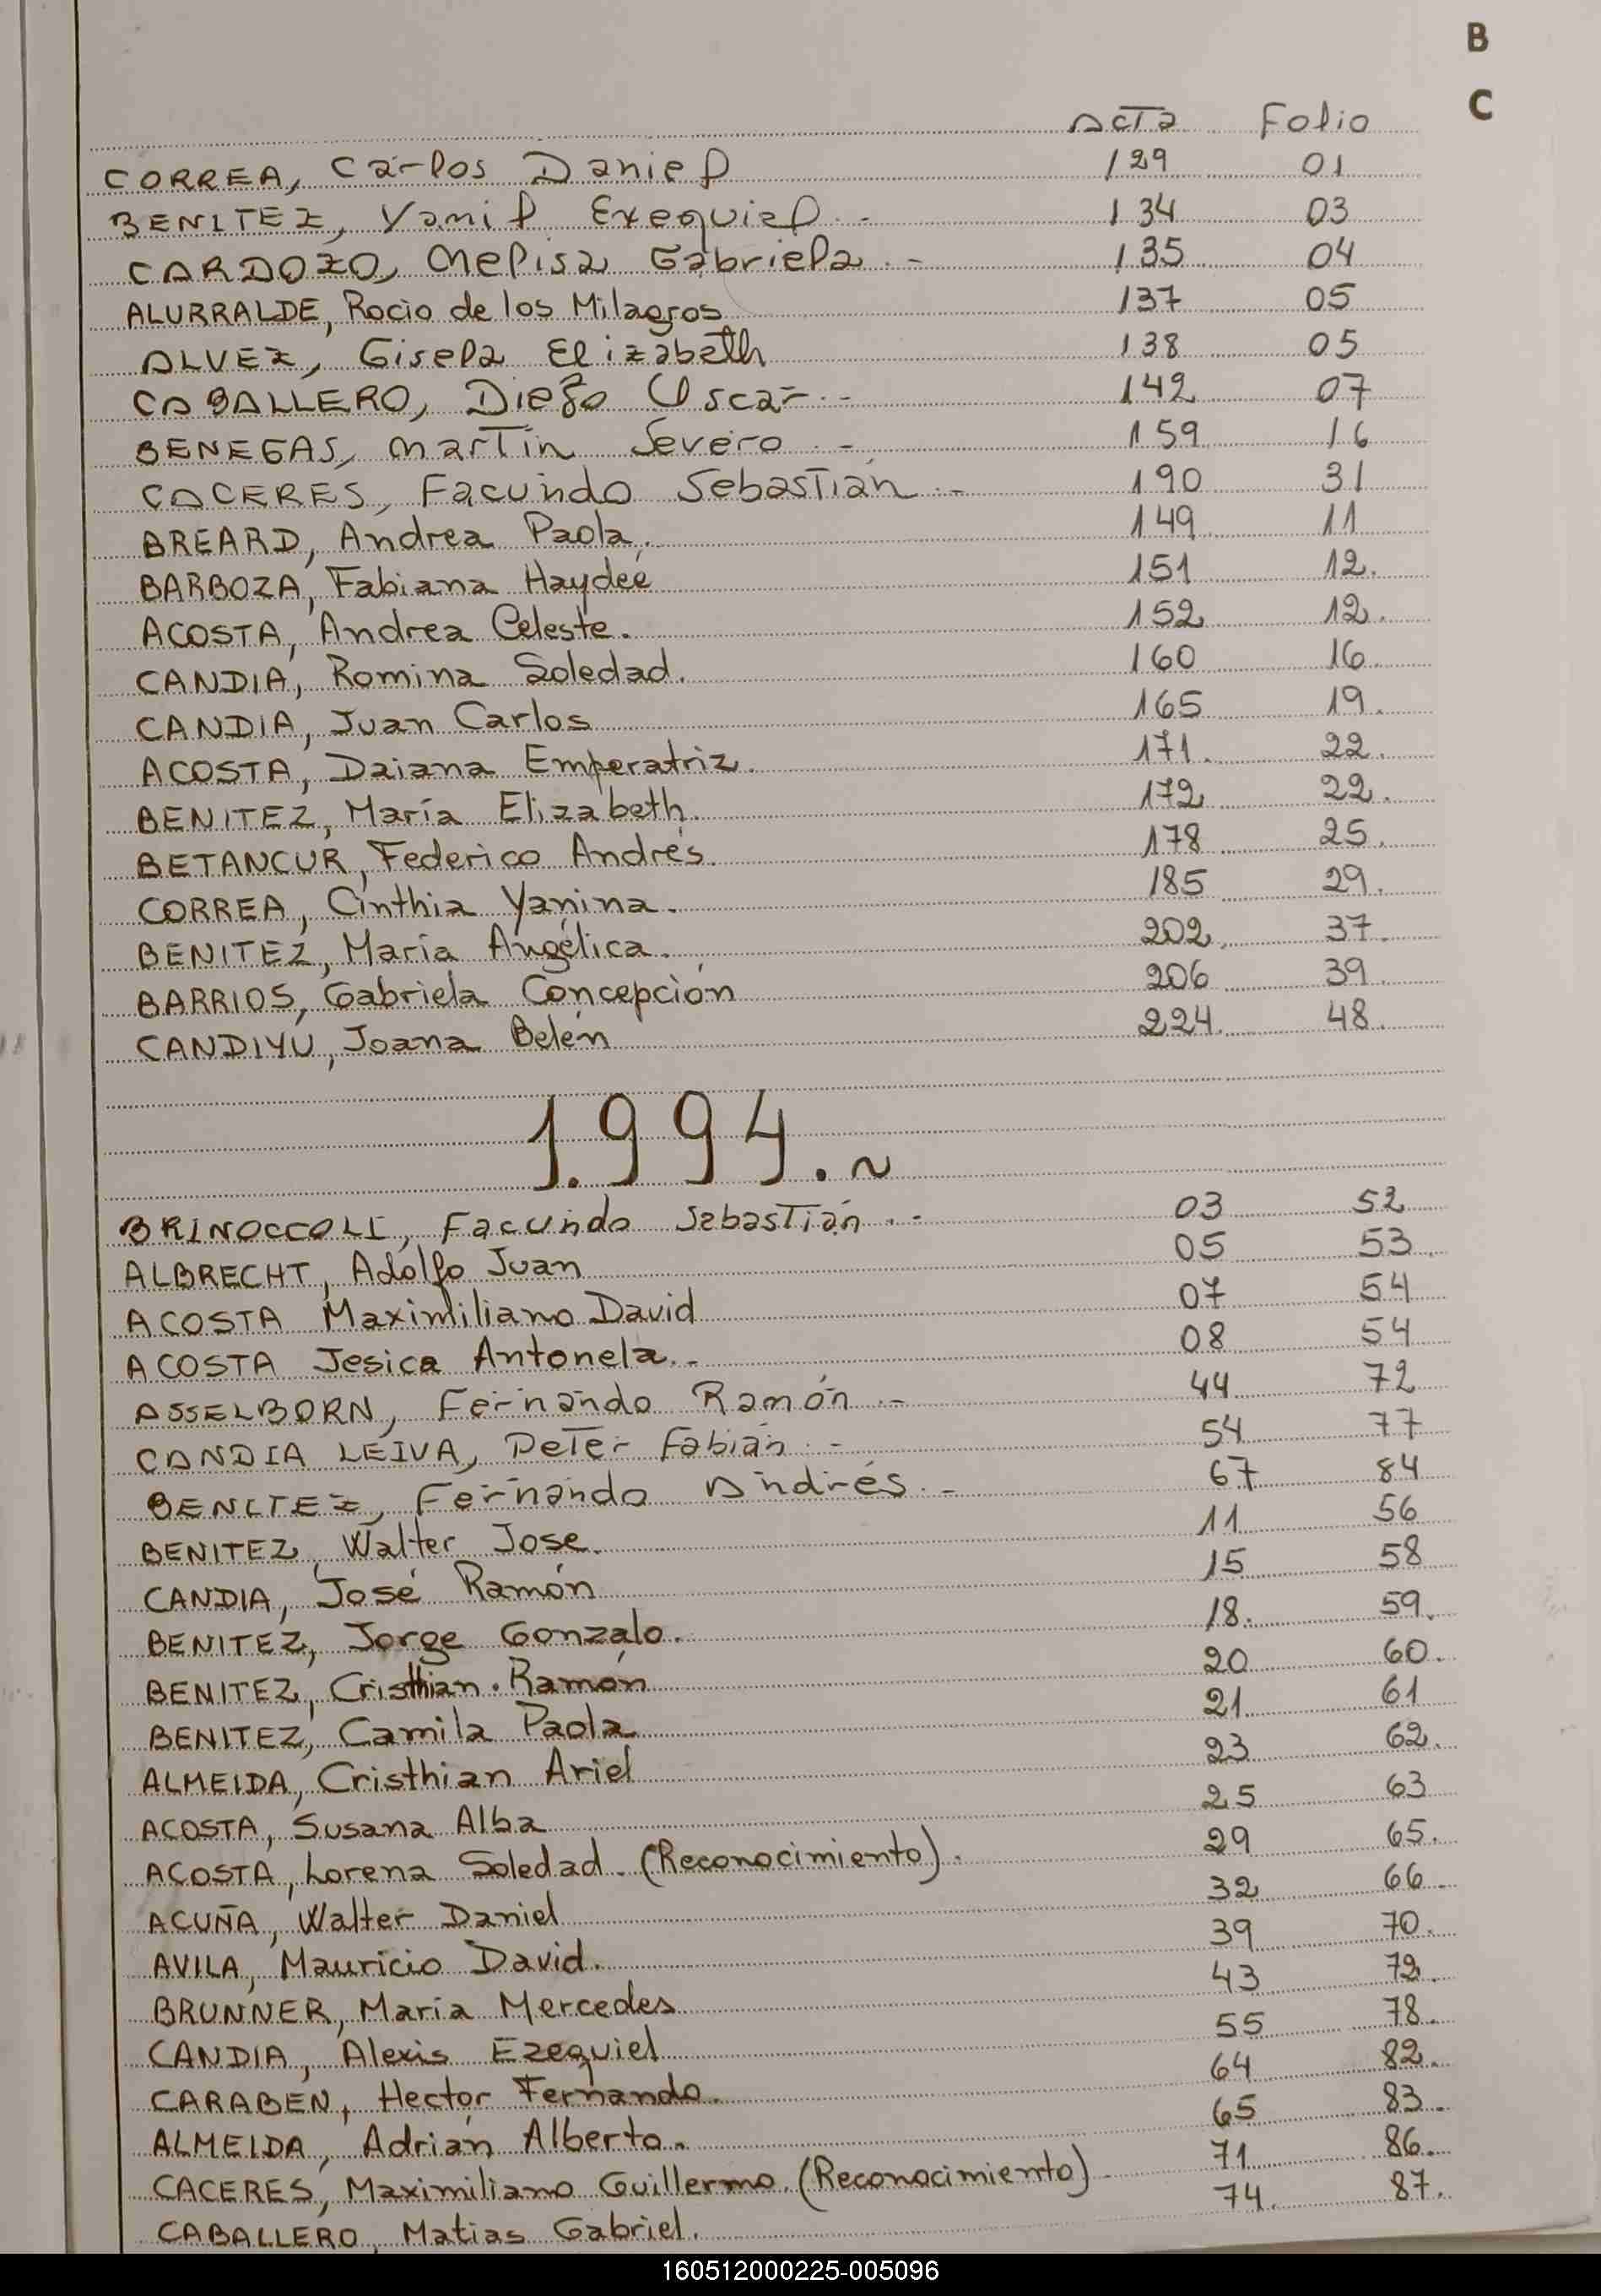 B
C
Acta Folio
CORREA, Carlos Daniel 129 01
BENITEZ, Yamil Exequiel.- 134 03
CARDOZO, Melisa Gabriela.- 135 04
ALURRALDE, Rocio de los Milagros 137 05
ALVEZ, Gisela Elizabeth 138 05
CABALLERO, Diego Oscar.- 142 07
BENEGAS, Martín Severo.- 159 16
CACERES, Facundo Sebastián.- 190 31
BREARD, Andrea Paola. 149 11
BARBOZA, Fabiana Haydeé 151 12.
ACOSTA, Andrea Celeste. 152 12.
CANDIA, Romina Soledad. 160 16.
CANDIA, Juan Carlos 165 19.
ACOSTA, Daiana Emperatriz. 171. 22.
BENITEZ, María Elizabeth. 172 22.
BETANCUR, Federico Andrés. 178 25.
CORREA, Cinthia Yanina. 185 29.
BENITEZ, María Angélica. 202. 37.
BARRIOS, Gabriela Concepción 206 39.
CANDIYÚ, Joana Belén 224. 48.
1.994.~
BRINOCCOLI, Facundo Sebastián.- 03 52
ALBRECHT, Adolfo Juan 05 53.
ACOSTA Maximiliano David 07 54
ACOSTA Jesica Antonela.- 08 54
ASSELBORN, Fernando Ramón.- 44 72
CANDIA LEIVA, Peter Fabián.- 54 77
BENITEZ, Fernando Andrés.- 67 84
BENITEZ, Walter Jose. 11 56
CANDIA, José Ramón 15 58
BENITEZ, Jorge Gonzalo. 18. 59.
BENITEZ, Cristhian.Ramón 20 60.
BENITEZ, Camila Paola 21 61
ALMEIDA, Cristhian Ariel 23 62.
ACOSTA, Susana Alba 25 63
ACOSTA, Lorena Soledad. (Reconocimiento). 29 65.
ACUÑA, Walter Daniel 32 66.
AVILA, Mauricio David. 39 70.
BRUNNER, María Mercedes 43 72.
CANDIA, Alexis Ezequiel 55 78.
CARABEN, Hector Fernando. 64 82.
ALMEIDA, Adrián Alberto. 65 83.
CACERES, Maximiliano Guillermo. (Reconocimiento) 71 86.
CABALLERO, Matias Gabriel. 74. 87.
160512000225-005096